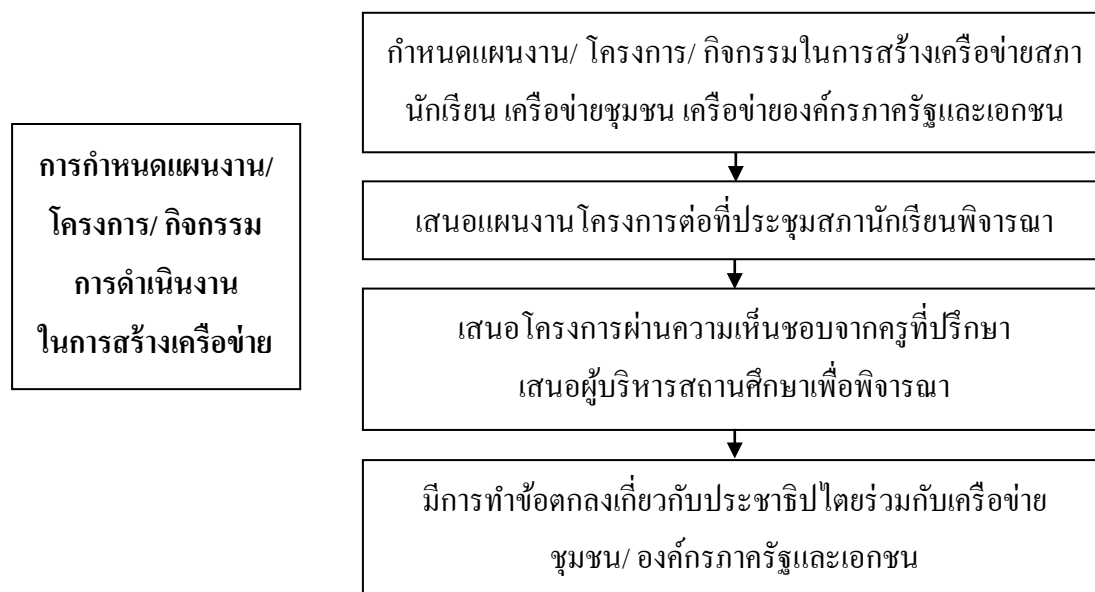 การกำหนดแผนงาน/
โครงการ/ กิจกรรม
การดำเนินงาน
ในการสร้างเครือข่าย
กำหนดแผนงาน/ โครงการ/ กิจกรรมในการสร้างเครือข่ายสภา
นักเรียน เครือข่ายชุมชน เครือข่ายองค์กรภาครัฐและเอกชน
เสนอแผนงานโครงการต่อที่ประชุมสภานักเรียนพิจารณา
เสนอโครงการผ่านความเห็นชอบจากครูที่ปรึกษา
เสนอผู้บริหารสถานศึกษาเพื่อพิจารณา
มีการทำข้อตกลงเกี่ยวกับประชาธิปไตยร่วมกับเครือข่าย
ชุมชน/ องค์กรภาครัฐและเอกชน